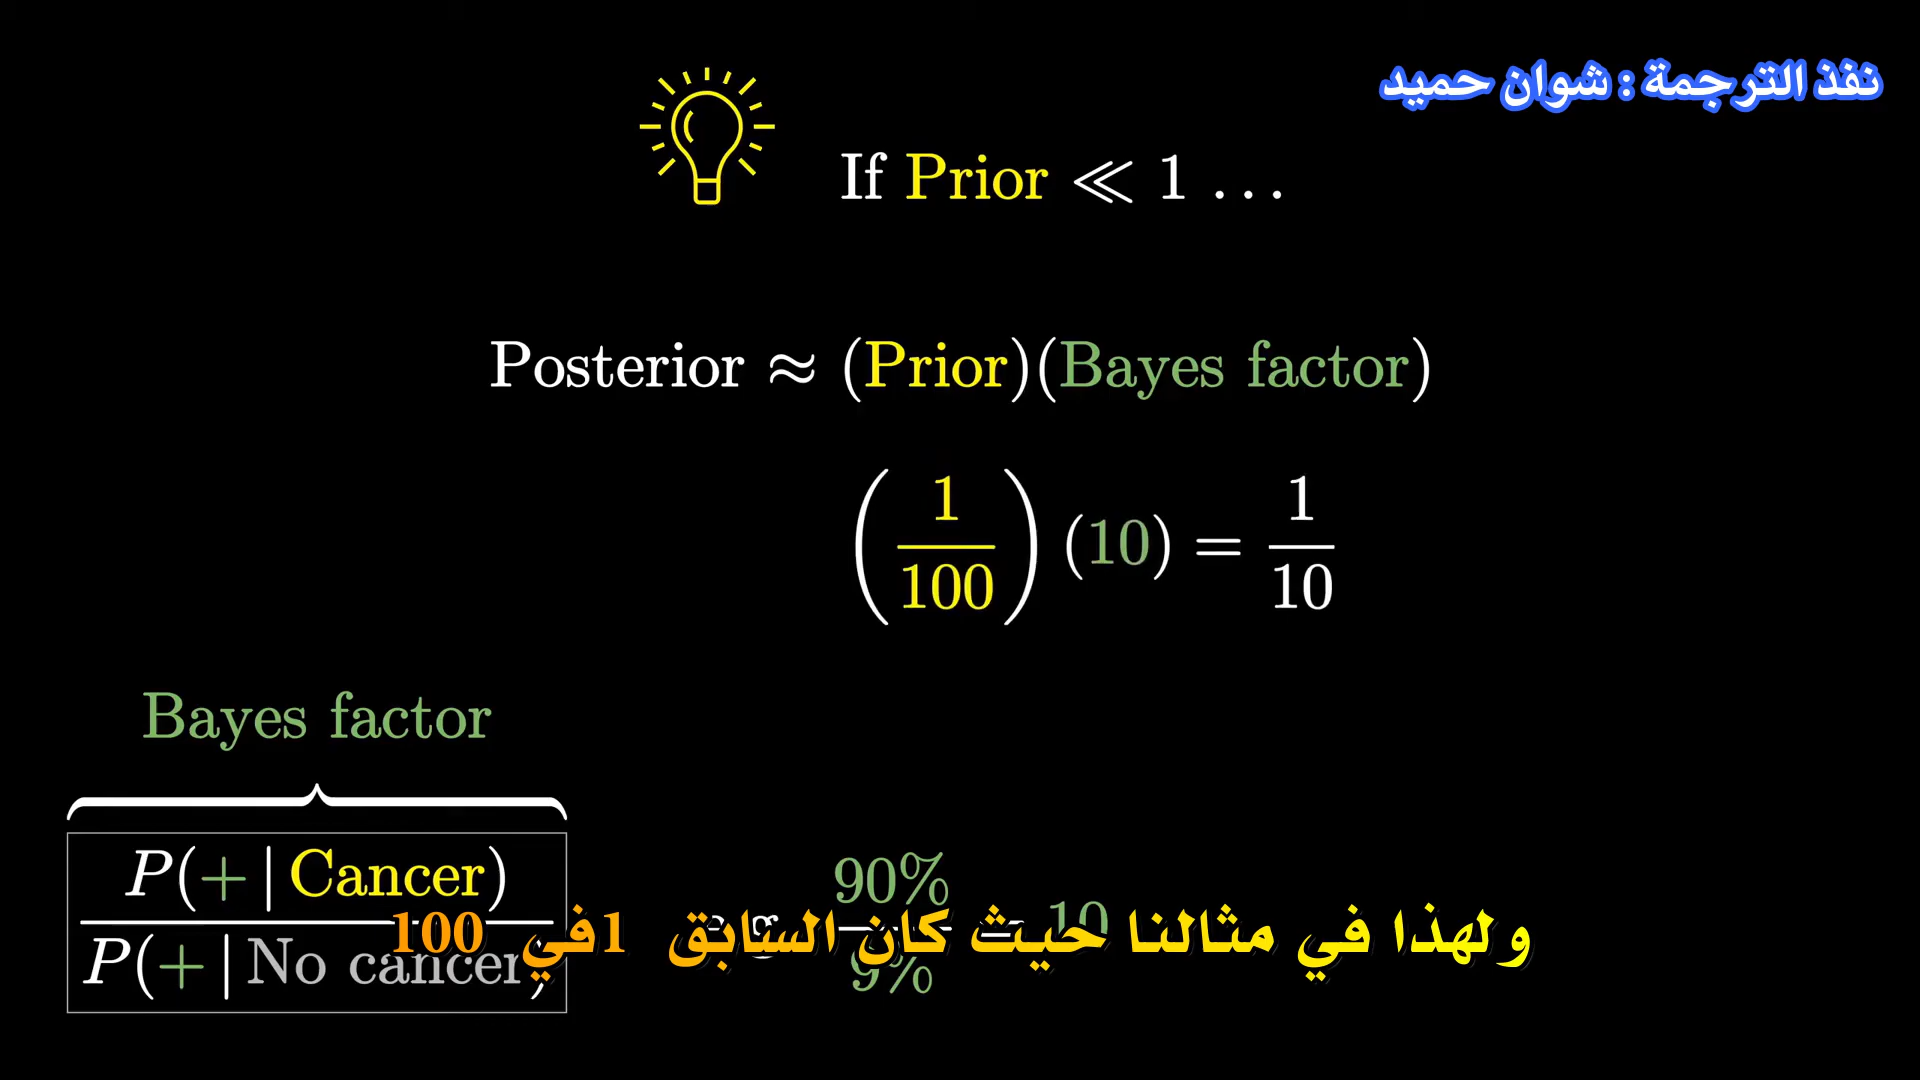 نفذ الترجمة : شوان حميد
If Prior ≪ 1 ...
Posterior ≈ (Prior)(Bayes factor)
(1/100) (10) = 1/10
Bayes factor
P(+ | Cancer)
P(+ | No cancer)
90%
9%
10
ولهذا في مثالنا حيث كان السابق 1في 100